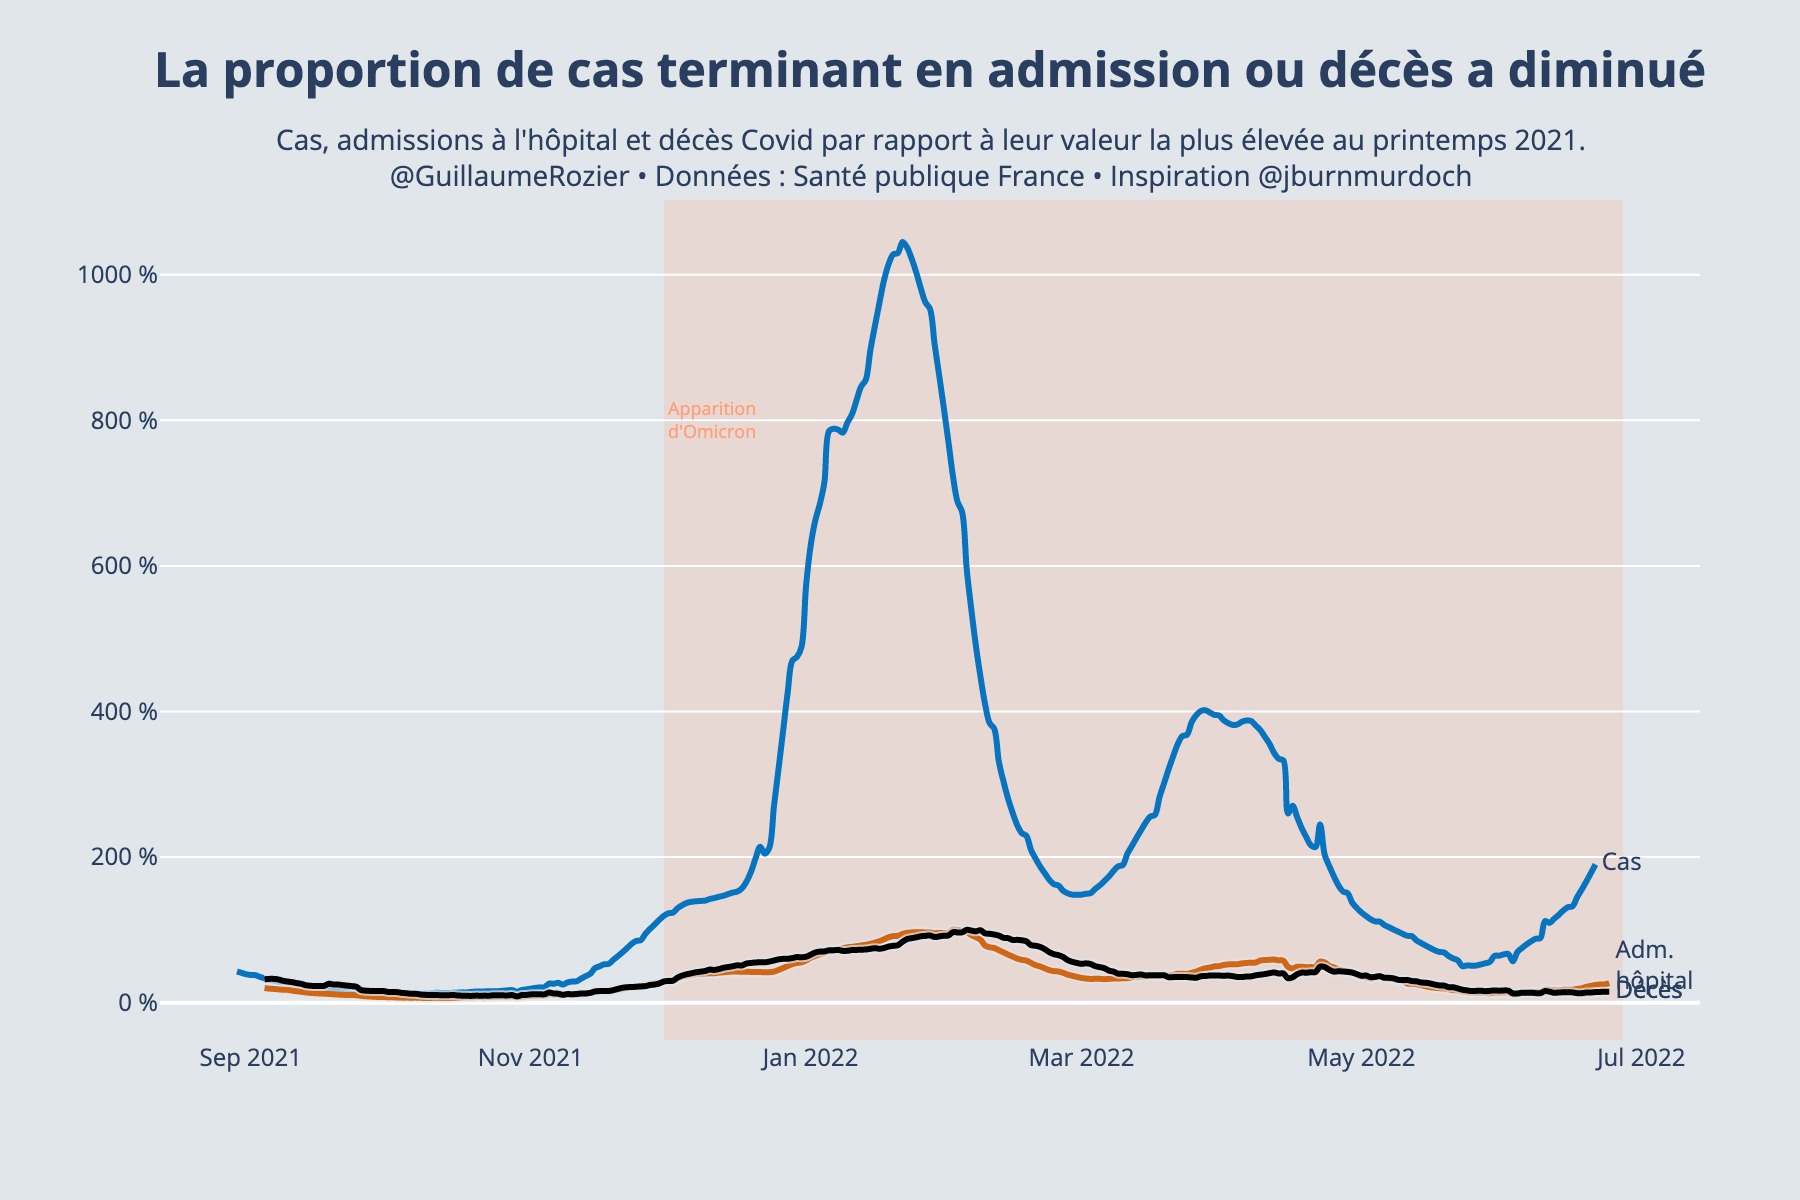 La proportion de cas terminant en admission ou décès a diminué
Cas, admissions à l'hôpital et décès Covid par rapport à leur valeur la plus élevée au printemps 2021.
@GuillaumeRozier • Données : Santé publique France • Inspiration @jburnmurdoch
1000 %
800 %
600 %
400 %
200 %
0 %
Apparition
d'Omicron
Cas
Adm.
hôpital
Décès
Sep 2021
Nov 2021
Jan 2022
Mar 2022
May 2022
Jul 2022